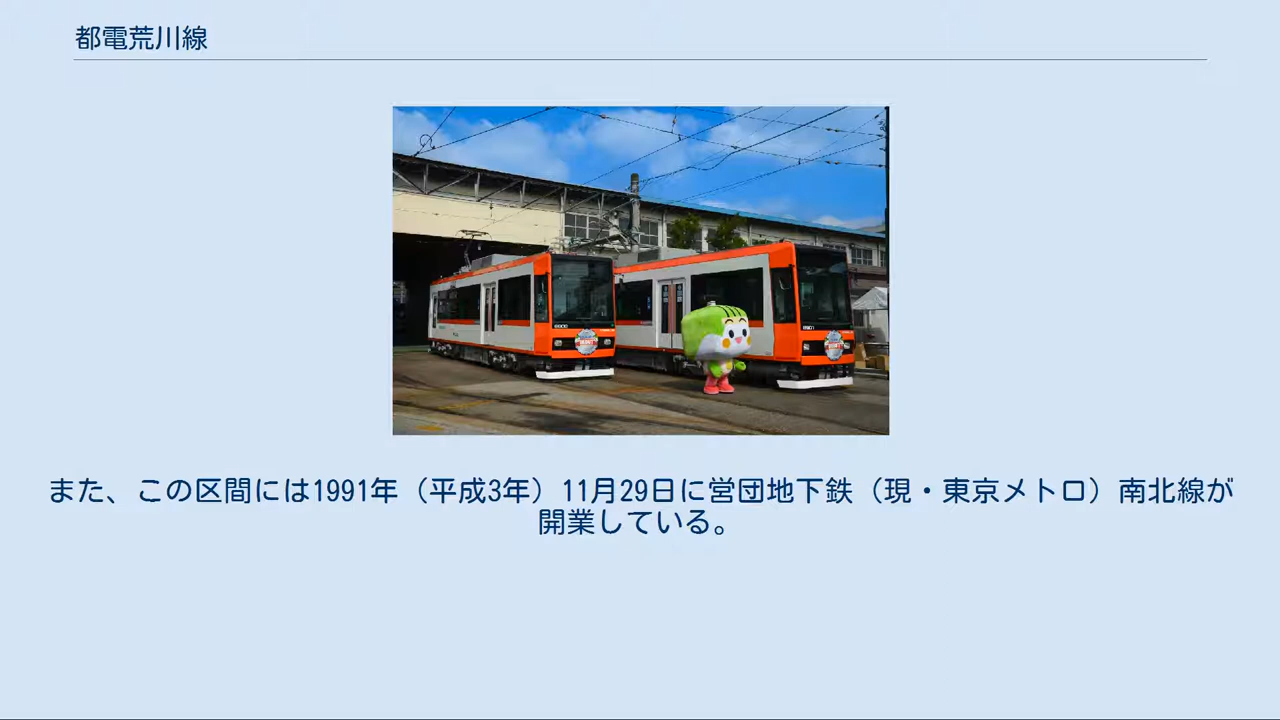 都電荒川線
また、この区間には1991年（平成3年）11月29日に営団地下鉄（現・東京メトロ）南北線が
開業している。